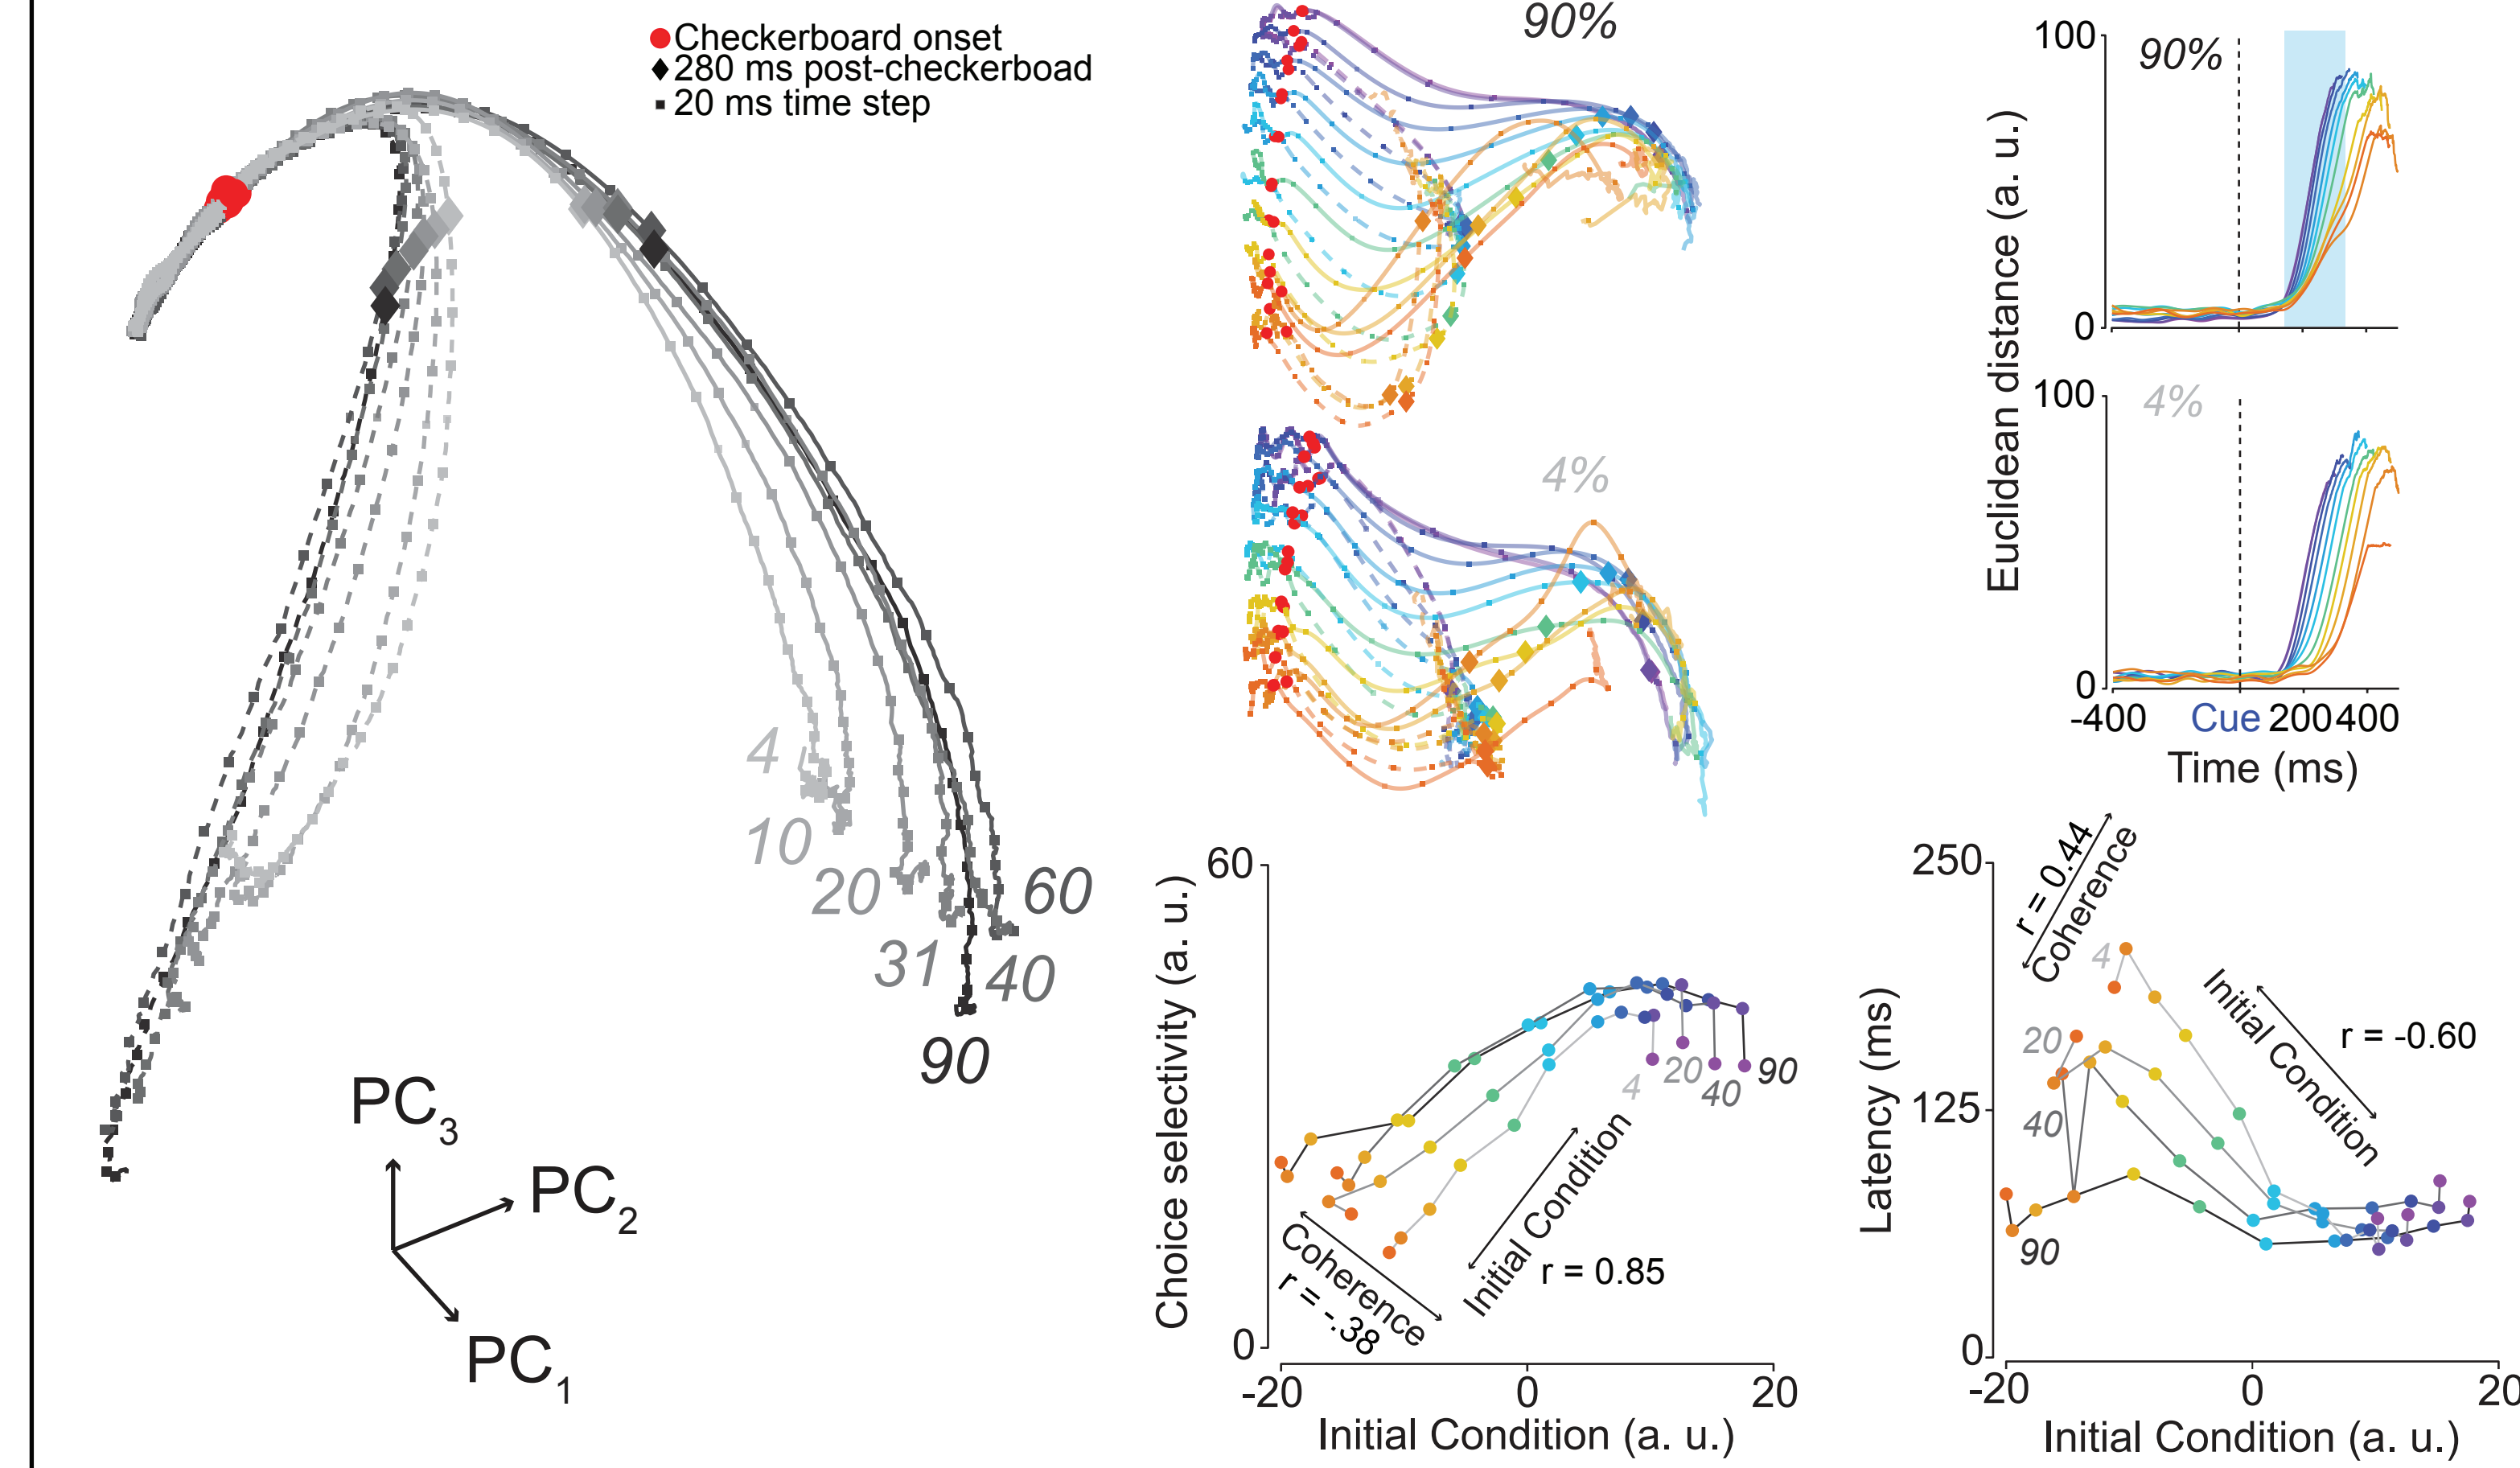 Checkerboard onset
280 ms post-checkerboad
20 ms time step
4
10
20
31
40
60
90
PC3
PC2
PC1
90%
4%
Euclidean distance (a. u.)
100
90%
0
100
4%
0
-400 Cue 200 400
Time (ms)
Choice selectivity (a. u.)
60
0
4
20
40
90
Coherence
r = -.38
Initial Condition
r = 0.85
-20 0 20
Initial Condition (a. u.)
Latency (ms)
250
125
0
r = 0.44
Coherence
4
20
40
90
Initial Condition
r = -0.60
-20 0 20
Initial Condition (a. u.)